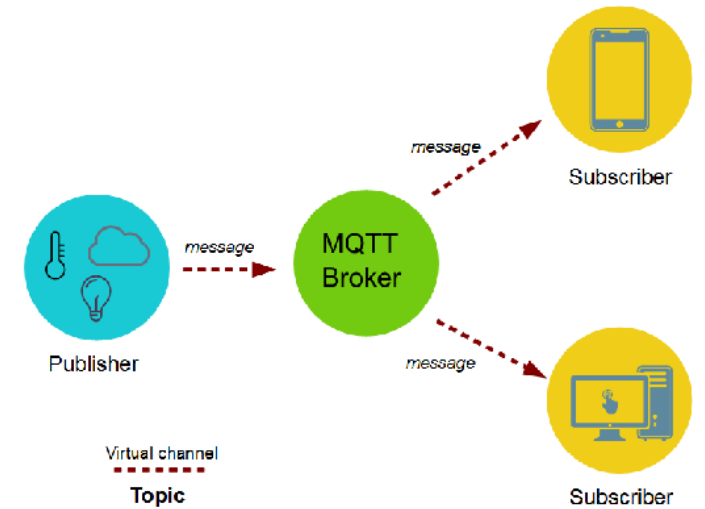 message
Subscriber
message
MQTT
Broker
Publisher
message
Virtual channel
Topic
Subscriber